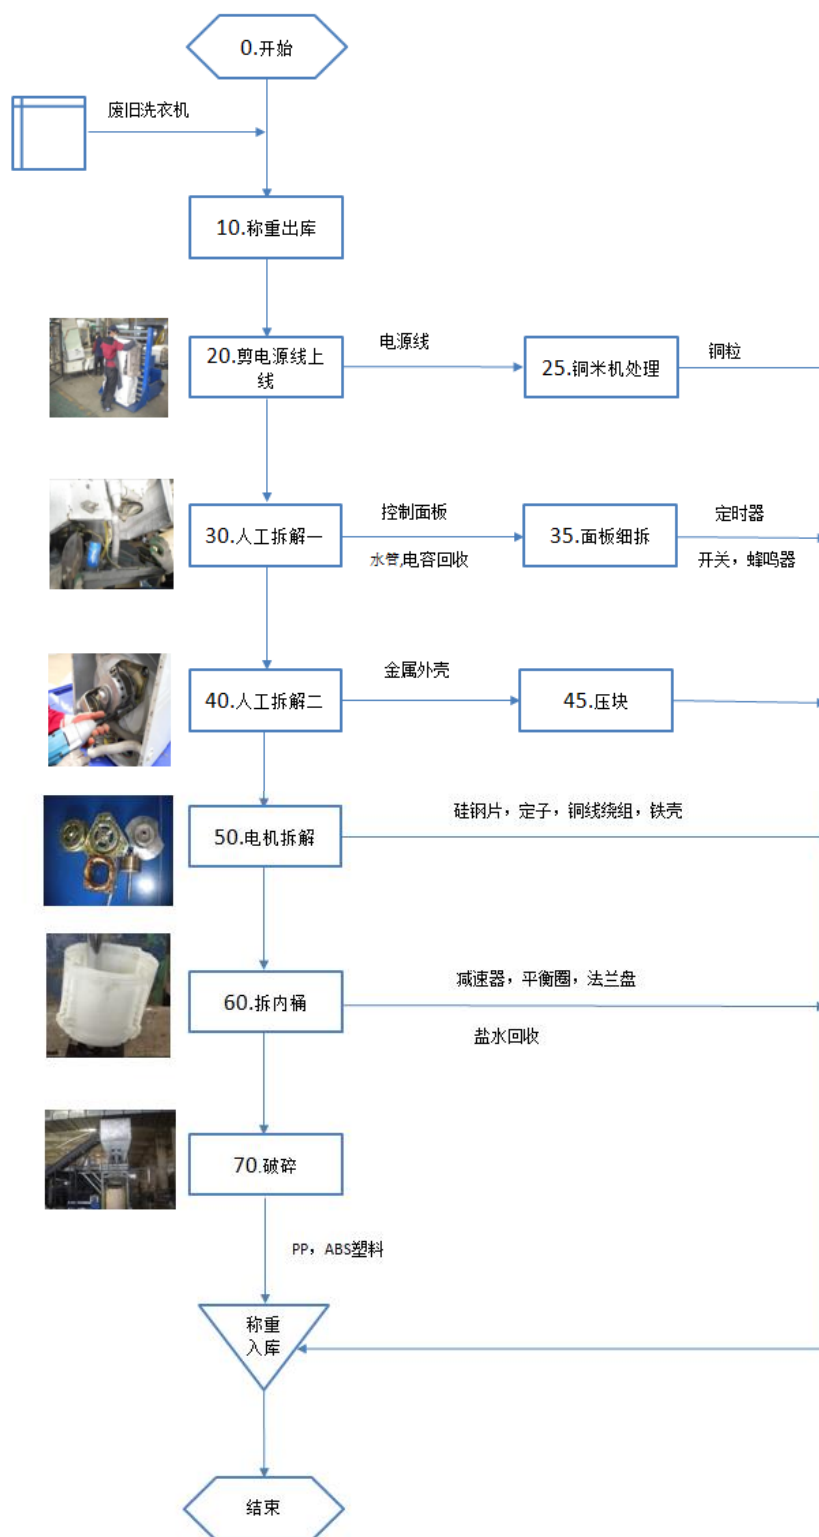 0.开始
废旧洗衣机
10.称重出库
20.剪电源线上
线
电源线
25.铜米机处理
铜粒
30.人工拆解一
控制面板
水管,电容回收
35.面板细拆
定时器
开关，蜂鸣器
40.人工拆解二
金属外壳
45.压块
50.电机拆解
硅钢片，定子，铜线绕组，铁壳
60.拆内桶
减速器，平衡圈，法兰盘
盐水回收
70.破碎
PP，ABS塑料
称重
入库
结束